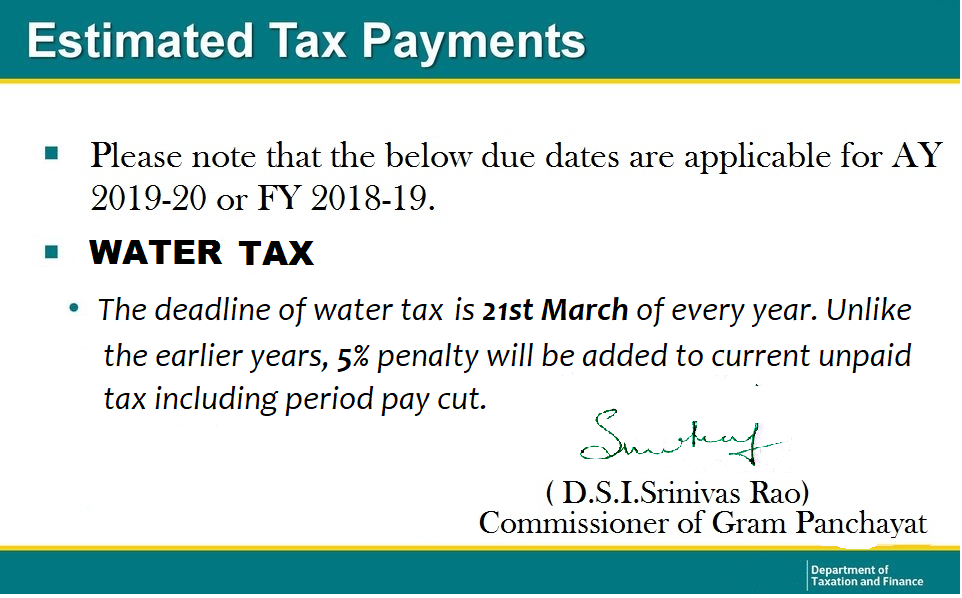 Estimated Tax Payments
Please note that the below due dates are applicable for AY
2019-20 or FY 2018-19.
WATER TAX
The deadline of water tax is 21st March of every year. Unlike
the earlier years, 5% penalty will be added to current unpaid
tax including period pay cut.
( D.S.I.Srinivas Rao)
Commissioner of Gram Panchayat
Department of
Taxation and Finance